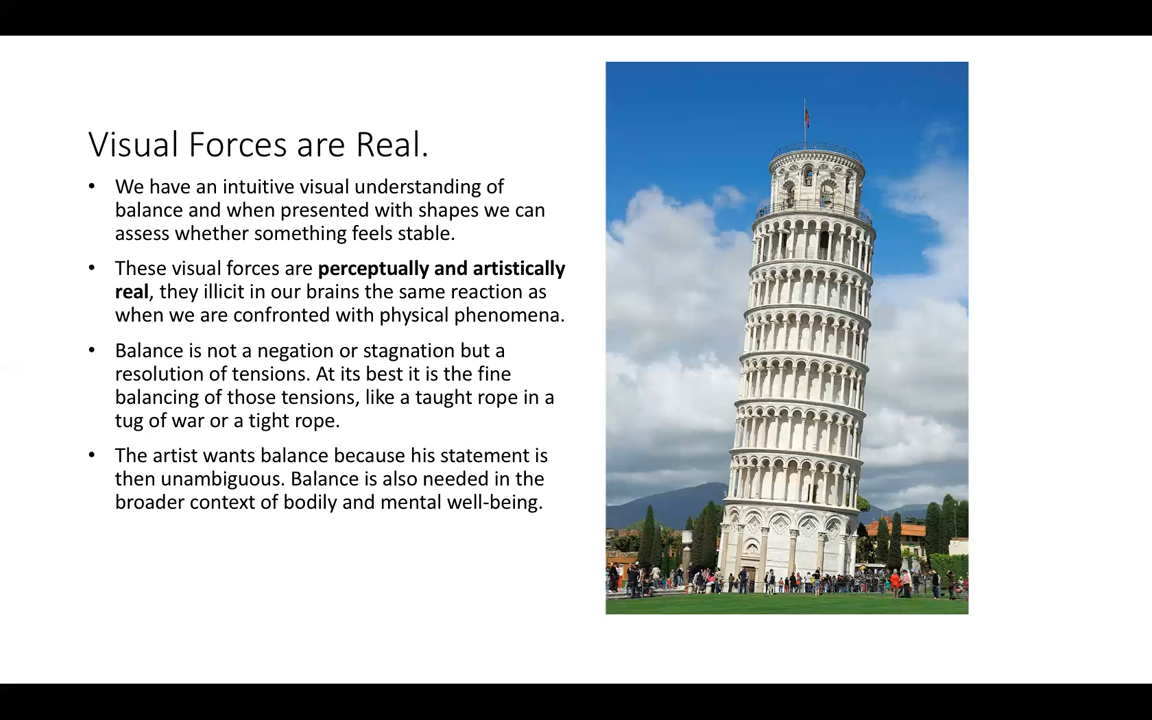 Visual Forces are Real.
• We have an intuitive visual understanding of
balance and when presented with shapes we can
assess whether something feels stable.
• These visual forces are perceptually and artistically
real, they illicit in our brains the same reaction as
when we are confronted with physical phenomena.
• Balance is not a negation or stagnation but a
resolution of tensions. At its best it is the fine
balancing of those tensions, like a taught rope in a
tug of war or a tight rope.
• The artist wants balance because his statement is
then unambiguous. Balance is also needed in the
broader context of bodily and mental well-being.